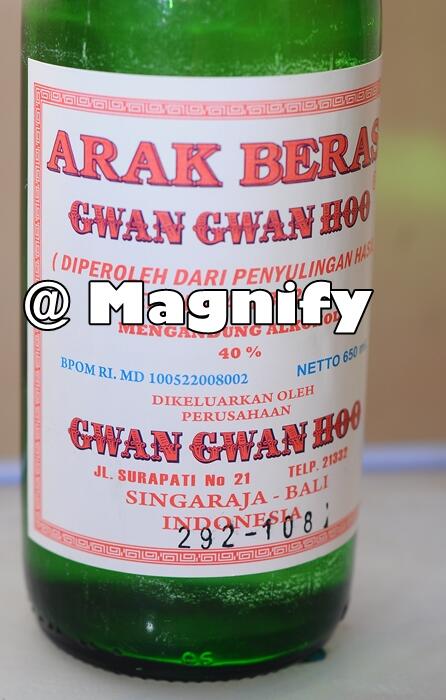 ARAK BERAS
GWAN GWAN HOO
( DIPEROLEH DARI PENYULINGAN
@ Magnify
MENGANDUNG
40 %
BPOM RI. MD 100522008002
NETTO 650
DIKELUARKAN OLEH
PERUSAHAAN
GWAN GWAN HOO
JL. SURAPATI No 21
TELP. 21332
SINGARAJA - BALI
INDONESIA
292-1082